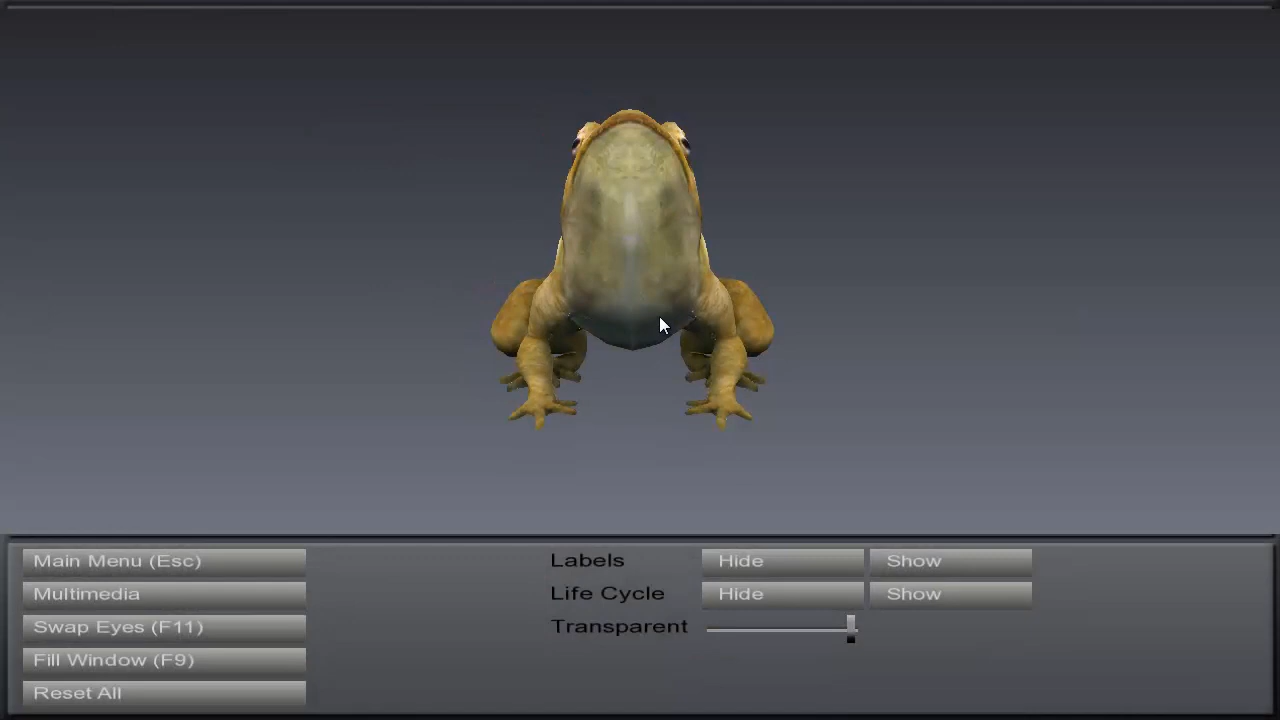 Main Menu (Esc)
Multimedia
Swap Eyes (F11)
Fill Window (F9)
Reset All
Labels Hide Show
Life Cycle Hide Show
Transparent